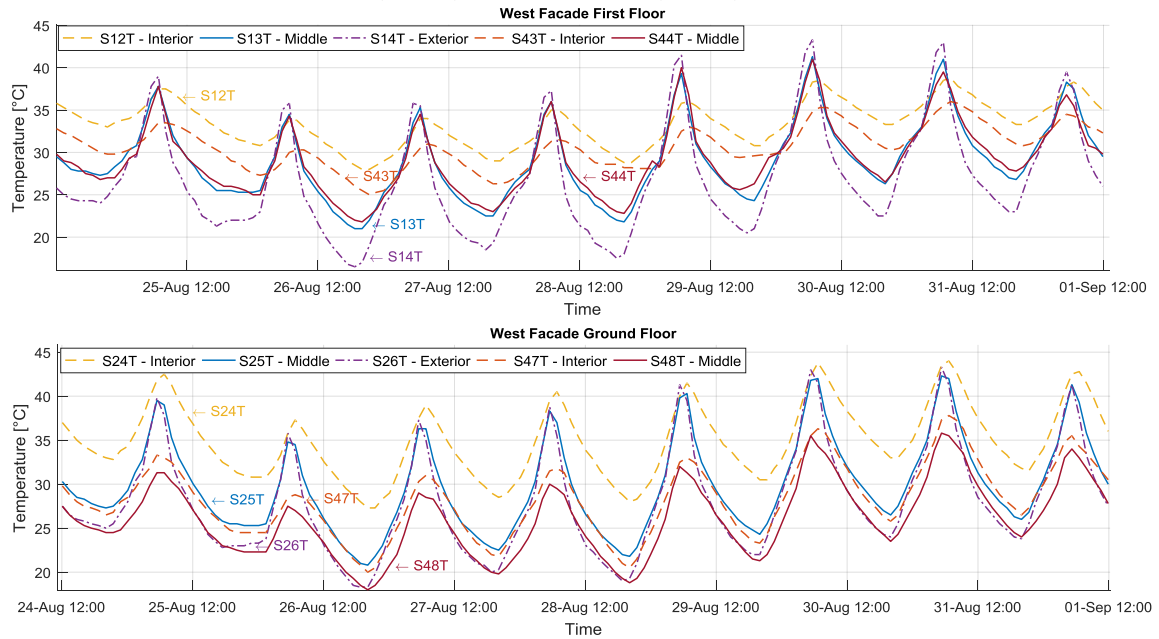 West Facade First Floor
S12T - Interior S13T - Middle S14T - Exterior S43T - Interior S44T - Middle
Temperature [°C]
45
40
35
30
25
20
← S12T
← S43T
← S13T
← S14T
← S44T
25-Aug 12:00 26-Aug 12:00 27-Aug 12:00 28-Aug 12:00 29-Aug 12:00 30-Aug 12:00 31-Aug 12:00 01-Sep 12:00
Time
West Facade Ground Floor
S24T - Interior S25T - Middle S26T - Exterior S47T - Interior S48T - Middle
Temperature [°C]
45
40
35
30
25
20
← S24T
← S25T
← S47T
← S26T
← S48T
24-Aug 12:00 25-Aug 12:00 26-Aug 12:00 27-Aug 12:00 28-Aug 12:00 29-Aug 12:00 30-Aug 12:00 31-Aug 12:00 01-Sep 12:00
Time